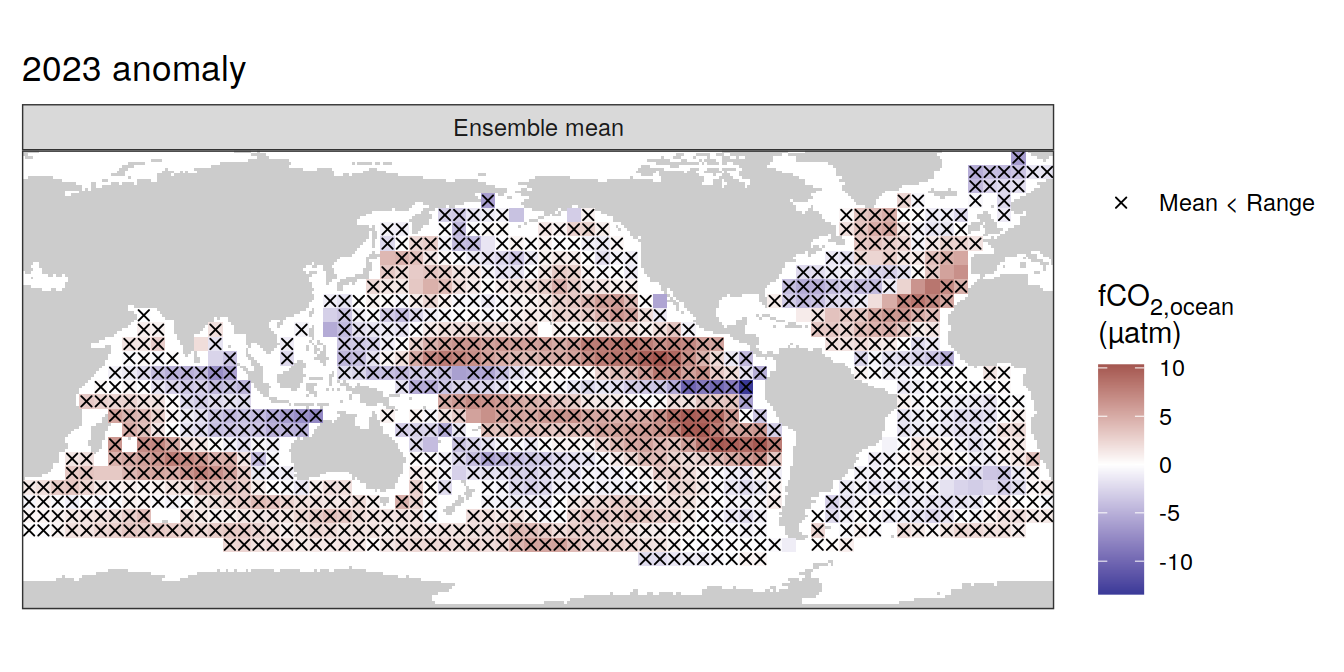 2023 anomaly
Ensemble mean
× Mean < Range
fCO₂,ocean
(µatm)
10
5
0
-5
-10